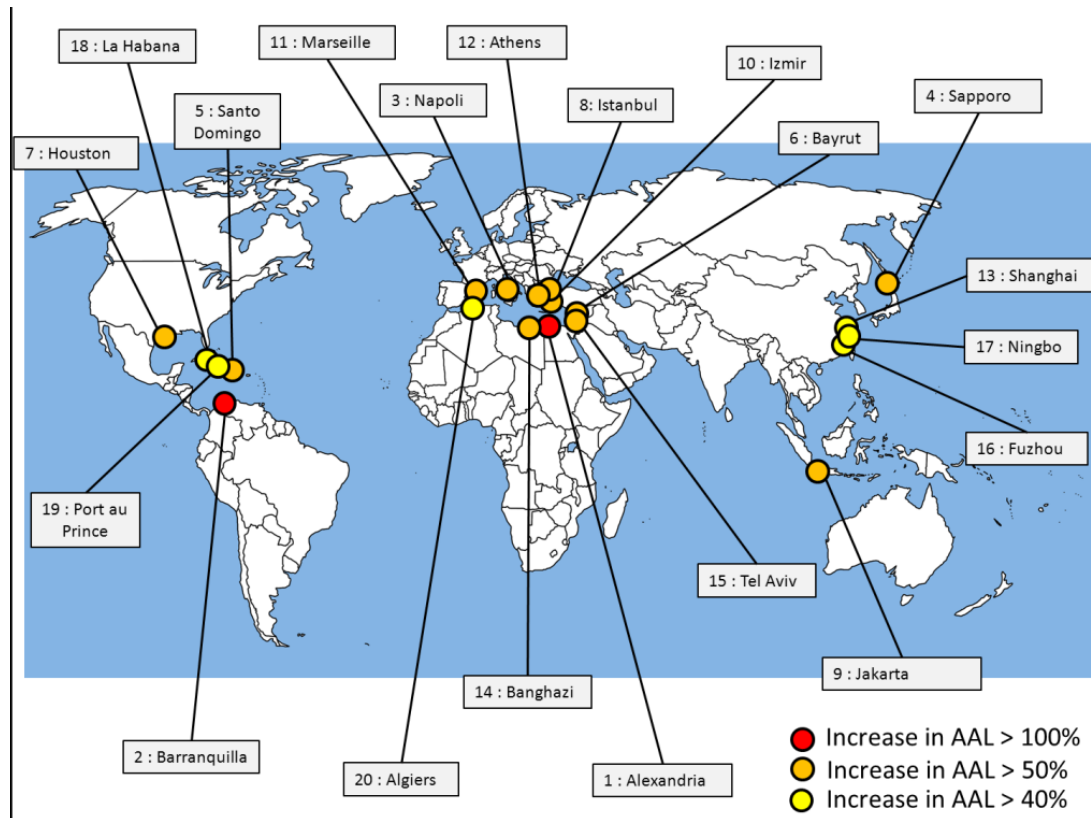 18 : La Habana
11 : Marseille
12 : Athens
10 : Izmir
3 : Napoli
8: Istanbul
4 : Sapporo
5 : Santo
Domingo
6 : Bayrut
7 : Houston
13 : Shanghai
17 : Ningbo
16 : Fuzhou
19 : Port au
Prince
15 : Tel Aviv
9 : Jakarta
14 : Banghazi
2 : Barranquilla
20 : Algiers
1 : Alexandria
Increase in AAL > 100%
Increase in AAL > 50%
Increase in AAL > 40%